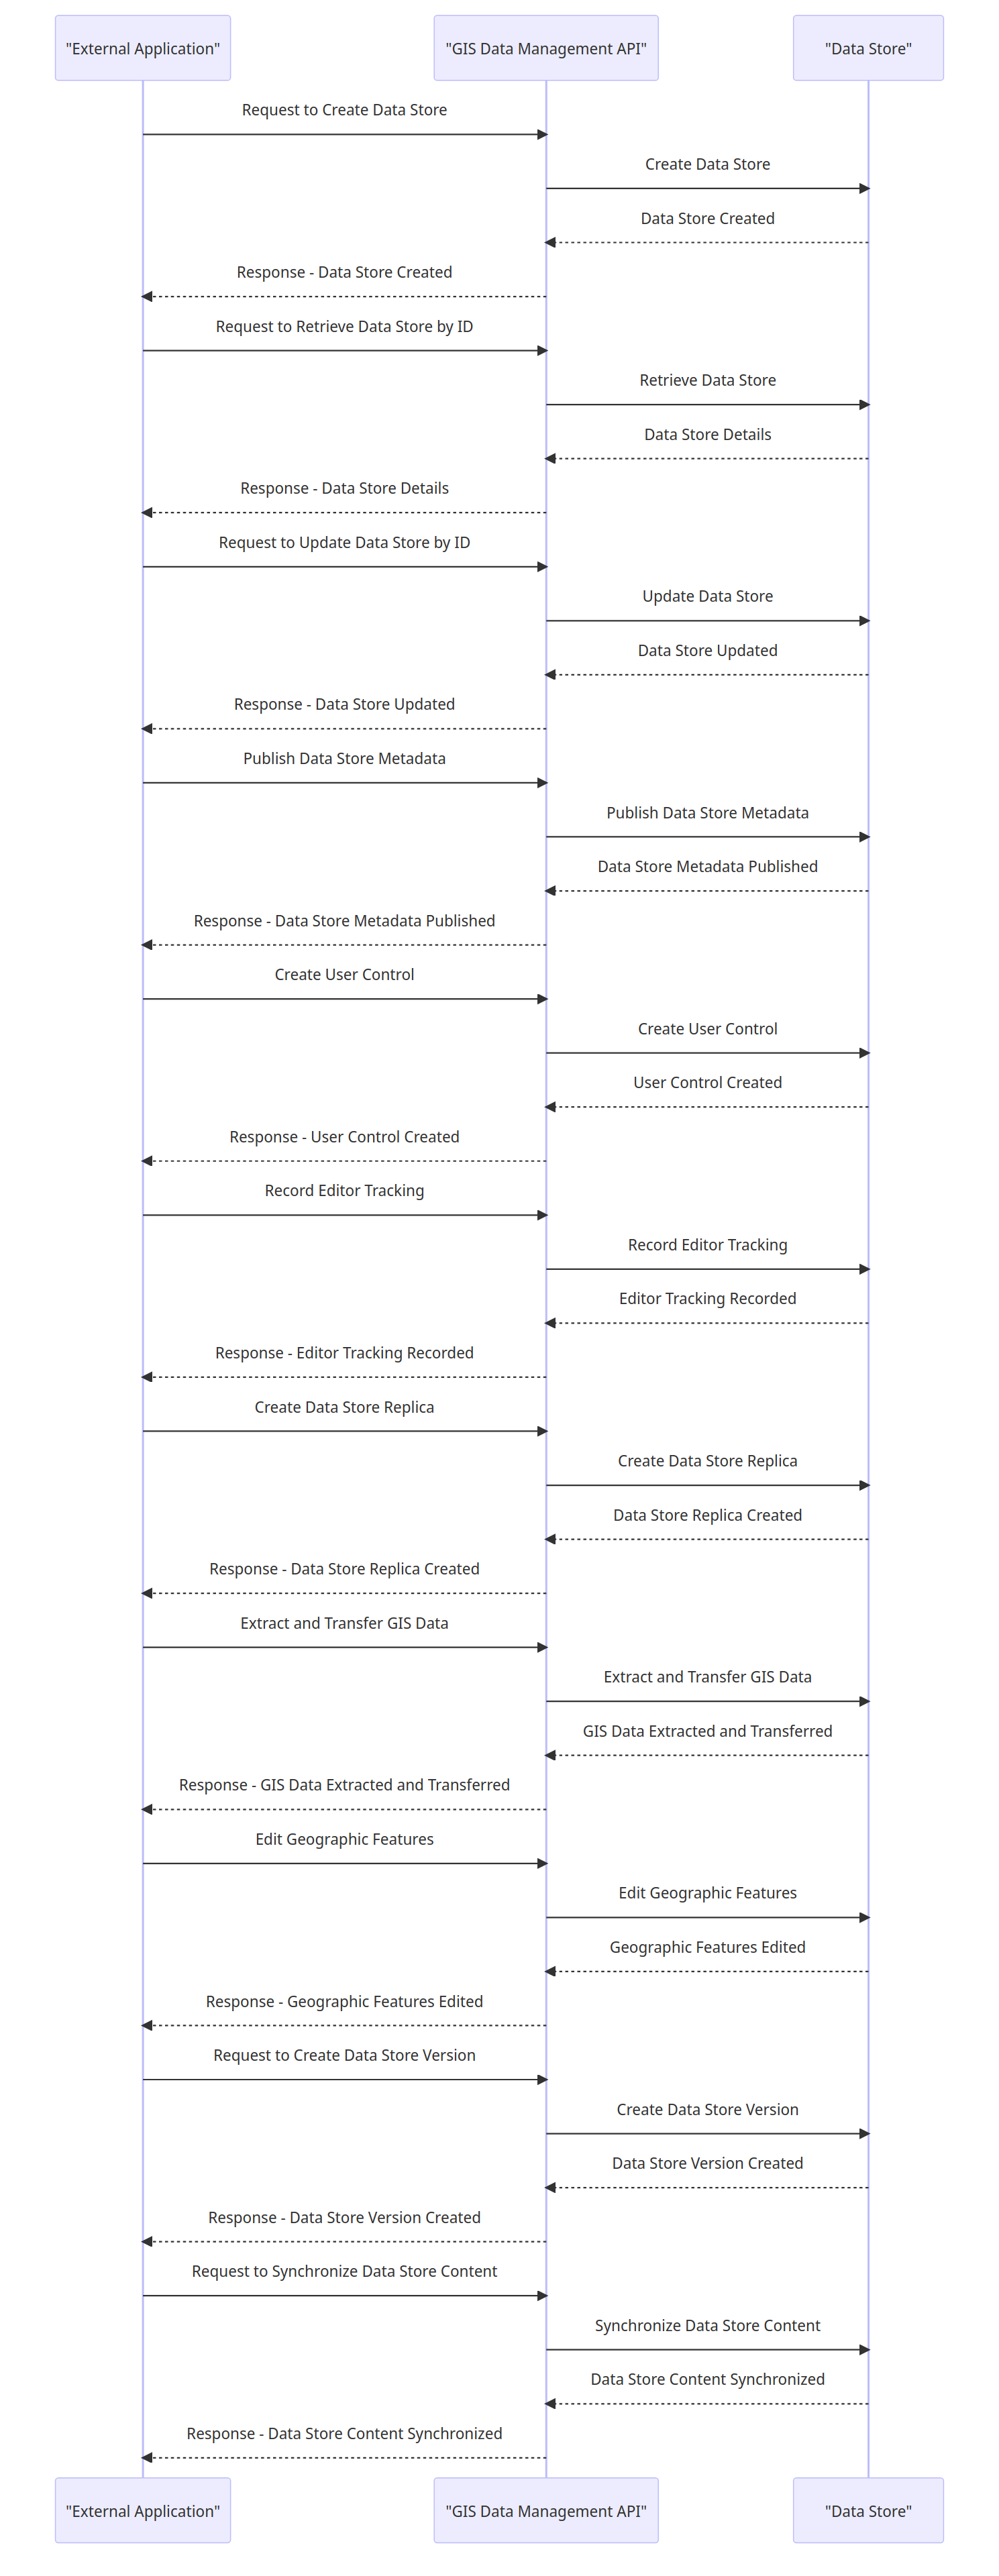 "External Application"
"GIS Data Management API"
"Data Store"
Request to Create Data Store
Create Data Store
Data Store Created
Response - Data Store Created
Request to Retrieve Data Store by ID
Retrieve Data Store
Data Store Details
Response - Data Store Details
Request to Update Data Store by ID
Update Data Store
Data Store Updated
Response - Data Store Updated
Publish Data Store Metadata
Publish Data Store Metadata
Data Store Metadata Published
Response - Data Store Metadata Published
Create User Control
Create User Control
User Control Created
Response - User Control Created
Record Editor Tracking
Record Editor Tracking
Editor Tracking Recorded
Response - Editor Tracking Recorded
Create Data Store Replica
Create Data Store Replica
Data Store Replica Created
Response - Data Store Replica Created
Extract and Transfer GIS Data
Extract and Transfer GIS Data
GIS Data Extracted and Transferred
Response - GIS Data Extracted and Transferred
Edit Geographic Features
Edit Geographic Features
Geographic Features Edited
Response - Geographic Features Edited
Request to Create Data Store Version
Create Data Store Version
Data Store Version Created
Response - Data Store Version Created
Request to Synchronize Data Store Content
Synchronize Data Store Content
Data Store Content Synchronized
Response - Data Store Content Synchronized
"External Application"
"GIS Data Management API"
"Data Store"